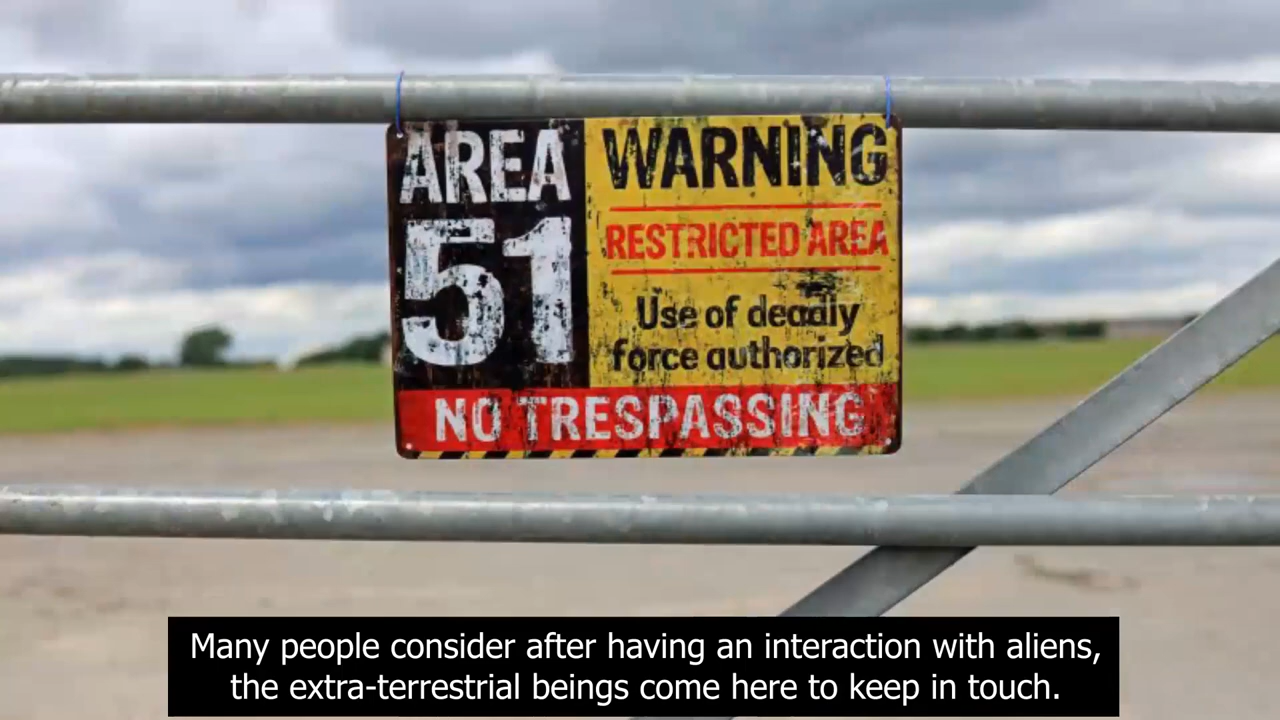 AREA
51
WARNING
RESTRICTED AREA
Use of deadly
force authorized
NO TRESPASSING
Many people consider after having an interaction with aliens,
the extra-terrestrial beings come here to keep in touch.